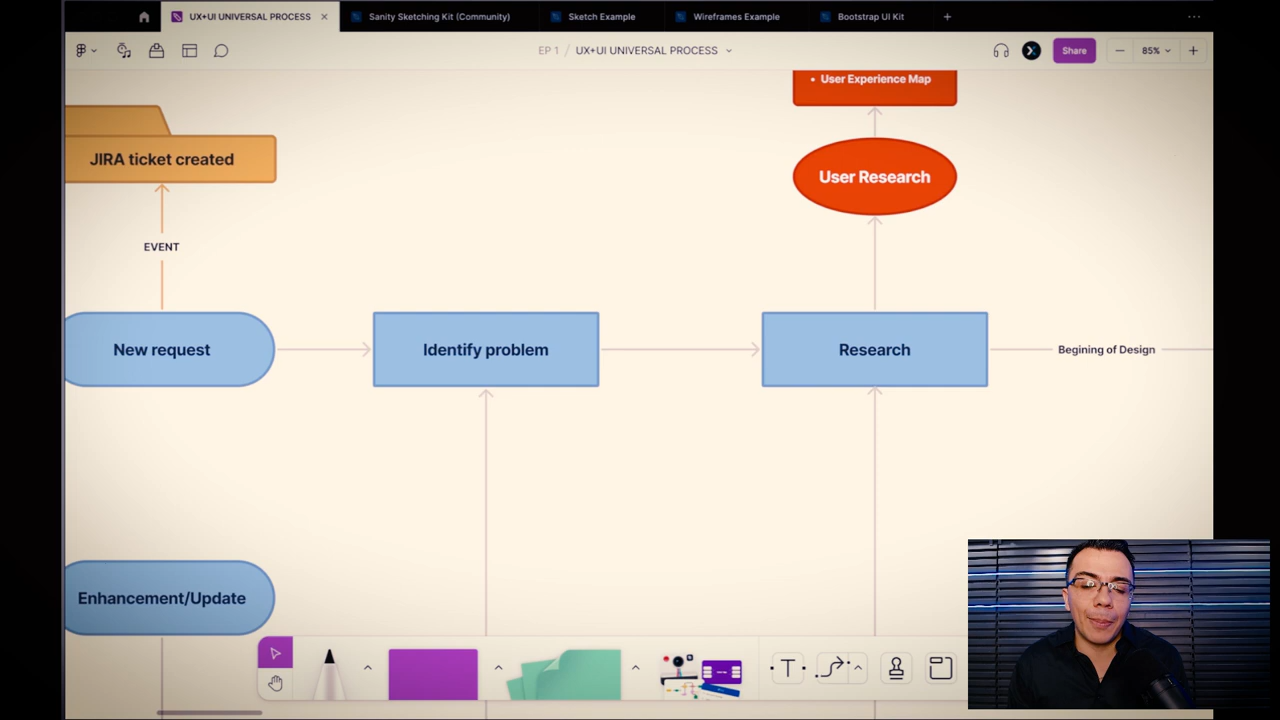 UX+UI UNIVERSAL PROCESS
Sanity Sketching Kit (Community)
Sketch Example
Wireframes Example
Bootstrap UI Kit
EP 1 / UX+UI UNIVERSAL PROCESS
Share
85%
• User Experience Map
JIRA ticket created
User Research
EVENT
New request
Identify problem
Research
Begining of Design
Enhancement/Update
T